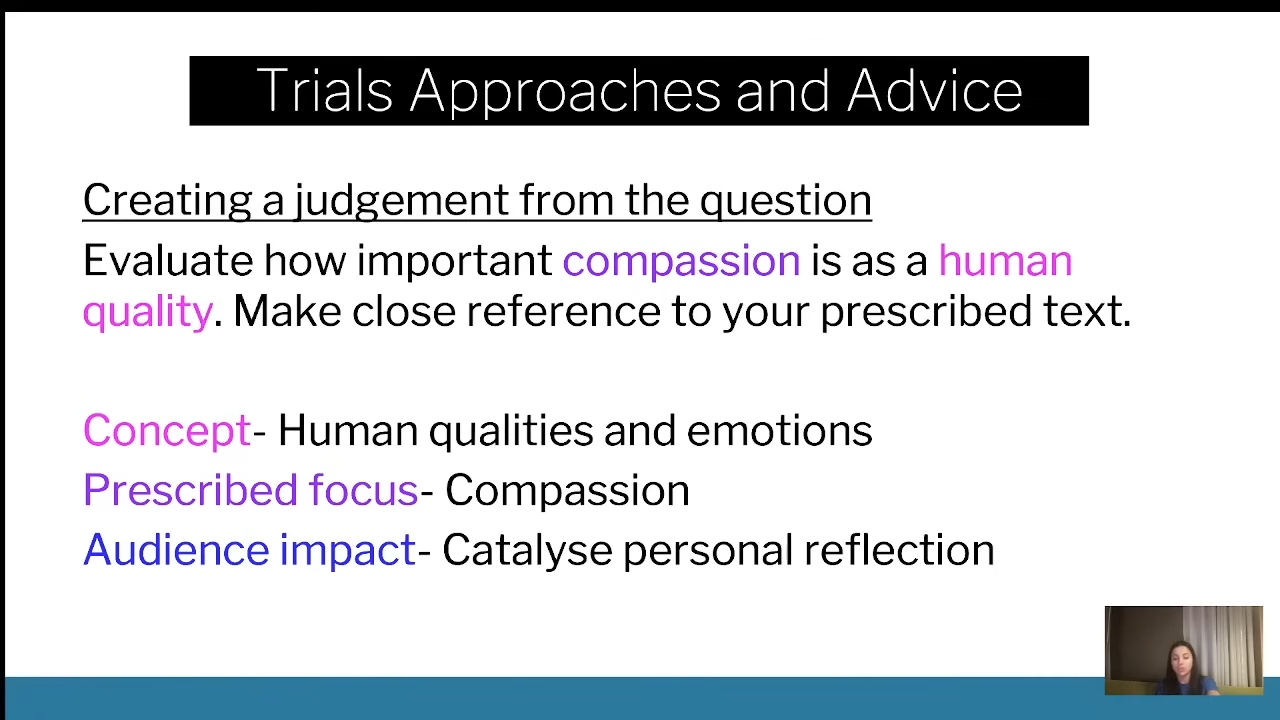 Trials Approaches and Advice
Creating a judgement from the question
Evaluate how important compassion is as a human
quality. Make close reference to your prescribed text.
Concept- Human qualities and emotions
Prescribed focus- Compassion
Audience impact- Catalyse personal reflection